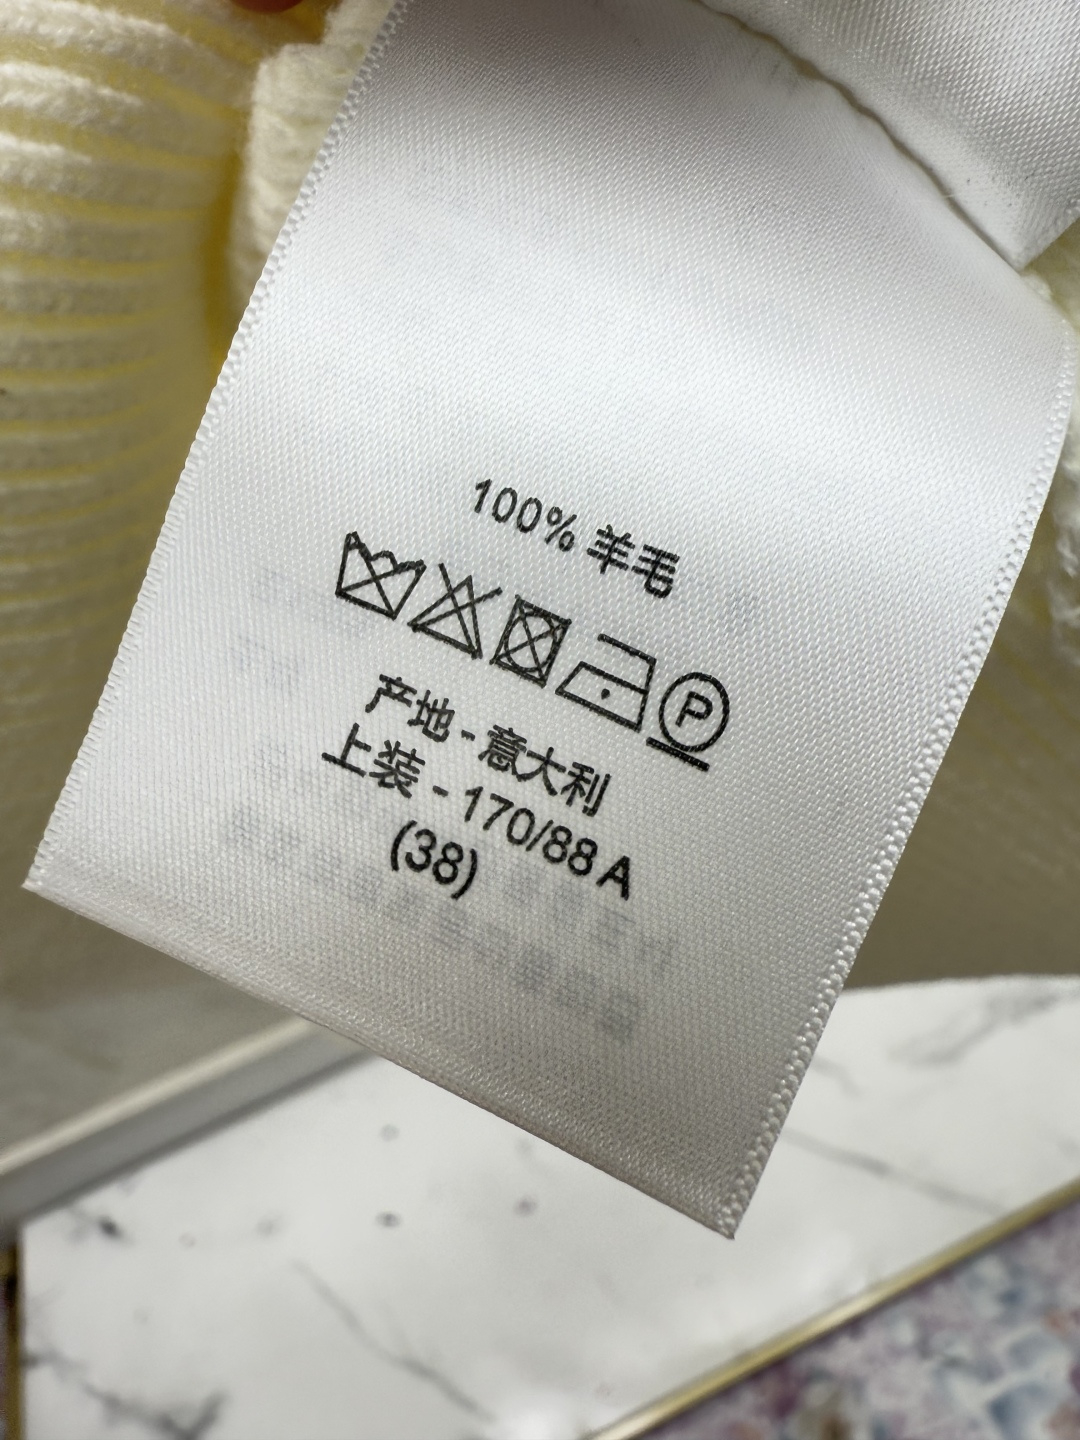 100% 羊毛
P
产地 - 意大利
上装 - 170/88 A
(38)